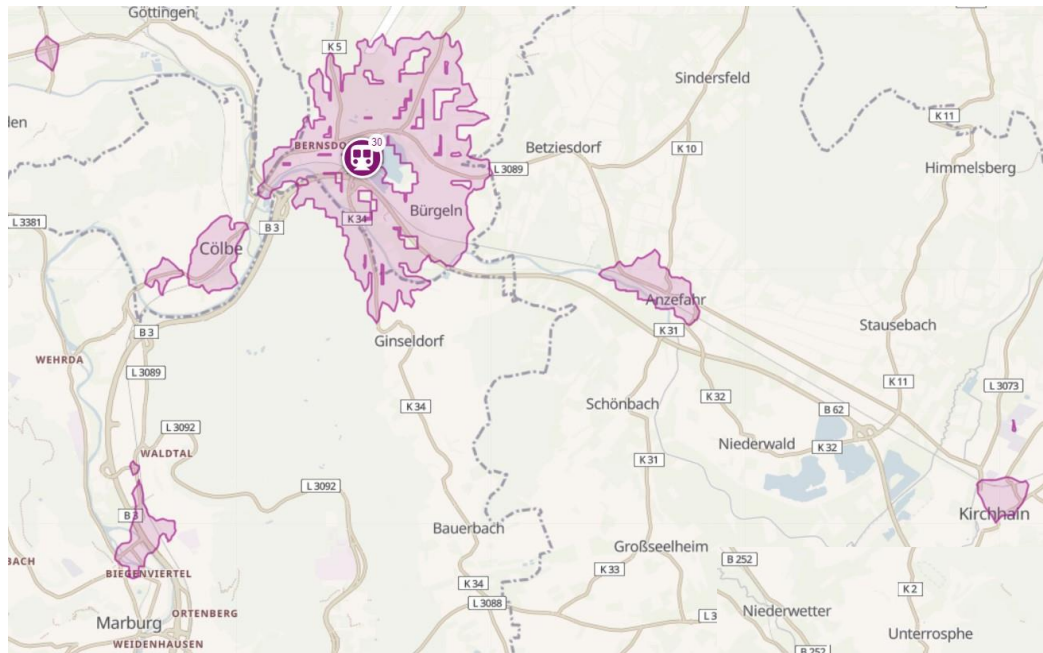 Göttingen
K 5
30
Sindersfeld
K 11
K 10
BERNSDO
Betziesdorf
L 3089
Himmelsberg
Bürgeln
K 34
B 3
L 3381
Cölbe
Anzefahr
K 31
Stausebach
B 3
Ginseldorf
WEHRDA
L 3089
K 11
L 3073
K 34
Schönbach
K 32
B 62
L 3092
Niederwald
K 32
WALDTAL
K 31
L 3092
B 3
Kirchhain
Bauerbach
Großseelheim
B 252
BACH
BIEGENVIERTEL
K 33
K 34
K 2
L 3088
Niederwetter
ORTENBERG
L 3
Marburg
Unterrosphe
WEIDENHAUSEN
B 252
den